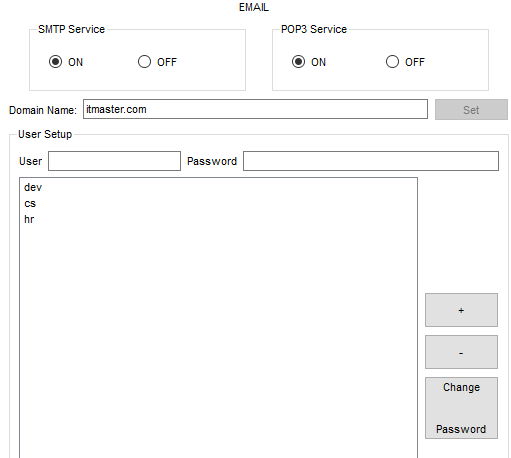 EMAIL
SMTP Service
POP3 Service
ON
OFF
ON
OFF
Domain Name: itmaster.com Set
User Setup
User
Password
dev
cs
hr
+
-
Change
Password